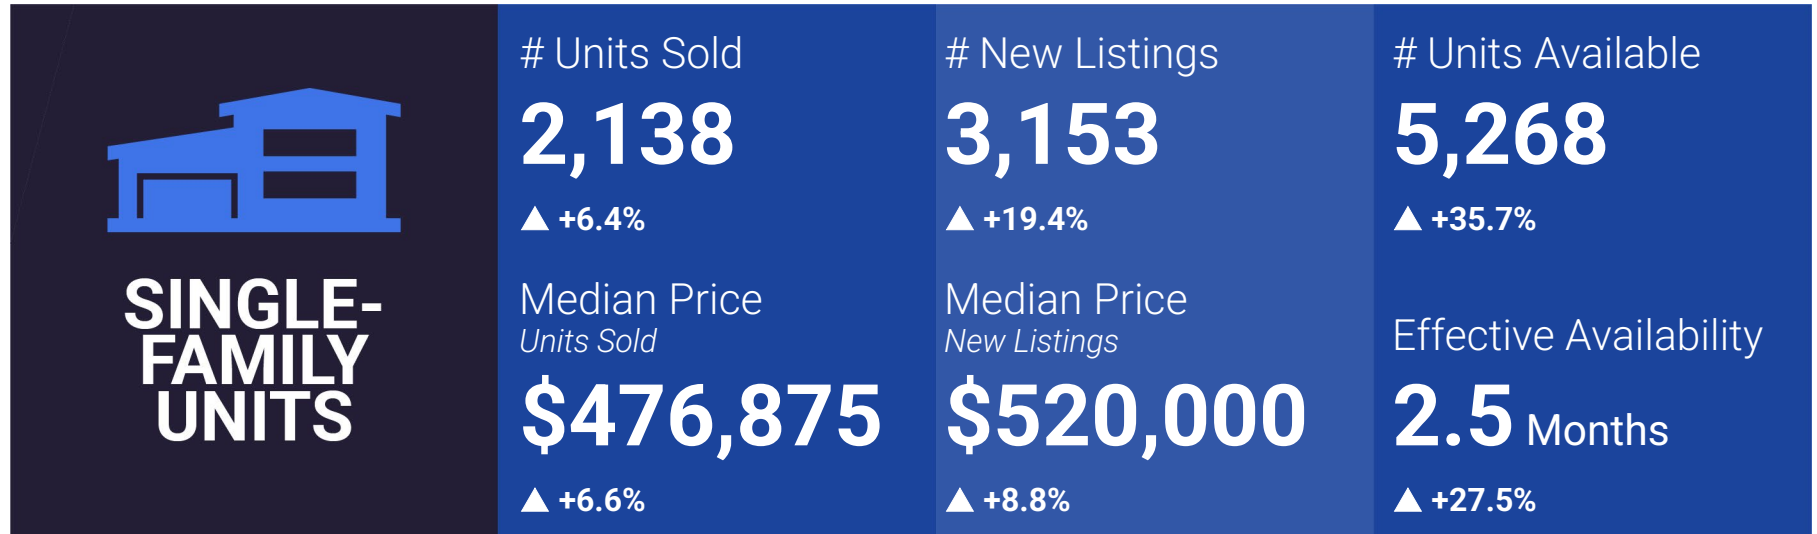 SINGLE-
FAMILY
UNITS
# Units Sold
2,138
▲ +6.4%
Median Price
Units Sold
$476,875
▲ +6.6%
# New Listings
3,153
▲ +19.4%
Median Price
New Listings
$520,000
▲ +8.8%
# Units Available
5,268
▲ +35.7%
Effective Availability
2.5 Months
▲ +27.5%